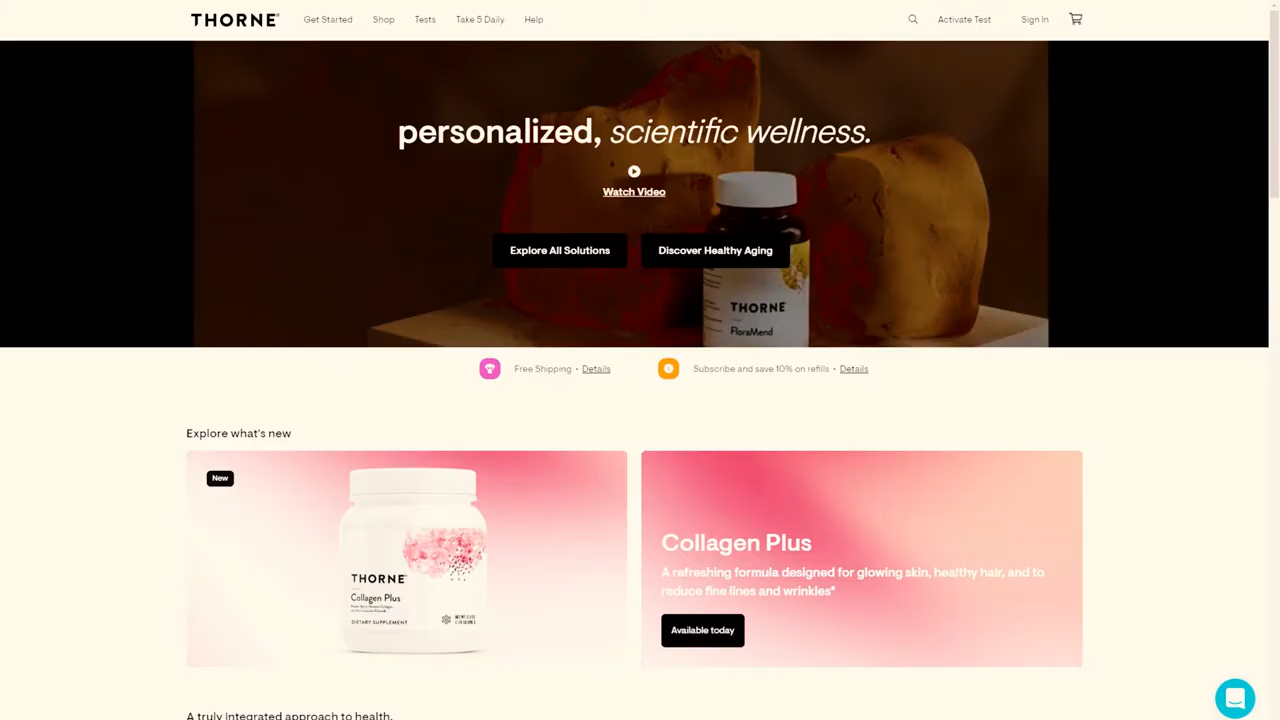 THORNE
Get Started
Shop
Tests
Take 5 Daily
Help
Activate Test
Sign In
personalized, scientific wellness.
Watch Video
Explore All Solutions
Discover Healthy Aging
THORNE
FloraMend
Free Shipping • Details
Subscribe and save 10% on refills • Details
Explore what's new
New
THORNE
Collagen Plus
DIETARY SUPPLEMENT
Collagen Plus
A refreshing formula designed for glowing skin, healthy hair, and to
reduce fine lines and wrinkles*
Available today
A truly integrated approach to health.